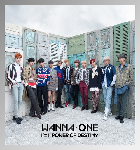 WANNA·ONE
1¹¹=1 POWER OF DESTINY